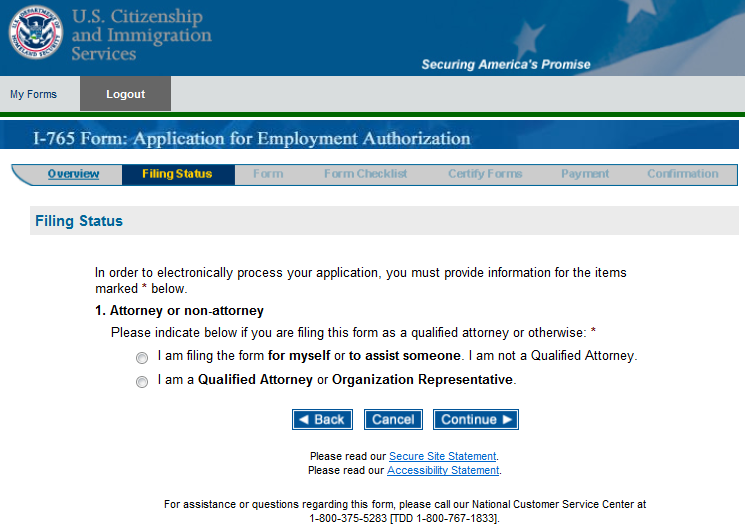 U.S. Citizenship
and Immigration
Services
Securing America's Promise
My Forms Logout
I-765 Form: Application for Employment Authorization
Overview Filing Status Form Form Checklist Certify Forms Payment Confirmation
Filing Status
In order to electronically process your application, you must provide information for the items
marked * below.
1. Attorney or non-attorney
Please indicate below if you are filing this form as a qualified attorney or otherwise: *
I am filing the form for myself or to assist someone. I am not a Qualified Attorney.
I am a Qualified Attorney or Organization Representative.
◄ Back Cancel Continue ►
Please read our Secure Site Statement.
Please read our Accessibility Statement.
For assistance or questions regarding this form, please call our National Customer Service Center at
1-800-375-5283 [TDD 1-800-767-1833].